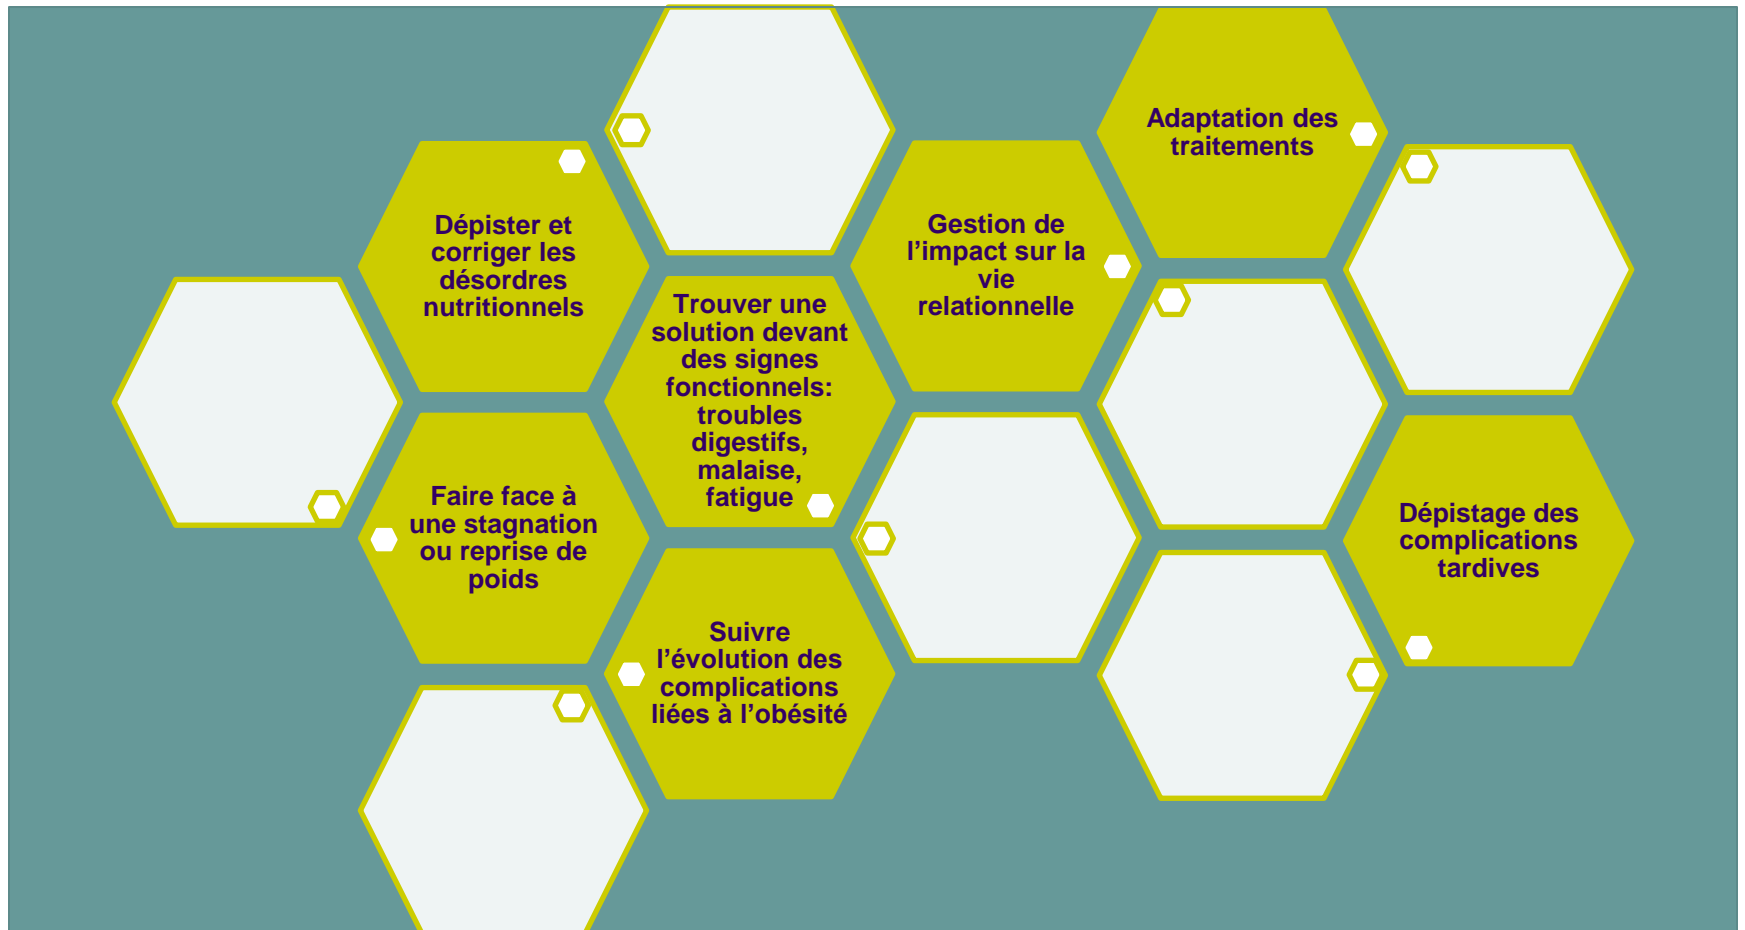 Adaptation des
traitements
Dépister et
corriger les
désordres
nutritionnels
Gestion de
l’impact sur la
vie
relationnelle
Trouver une
solution devant
des signes
fonctionnels:
troubles
digestifs,
malaise,
fatigue
Faire face à
une stagnation
ou reprise de
poids
Dépistage des
complications
tardives
Suivre
l’évolution des
complications
liées à l’obésité